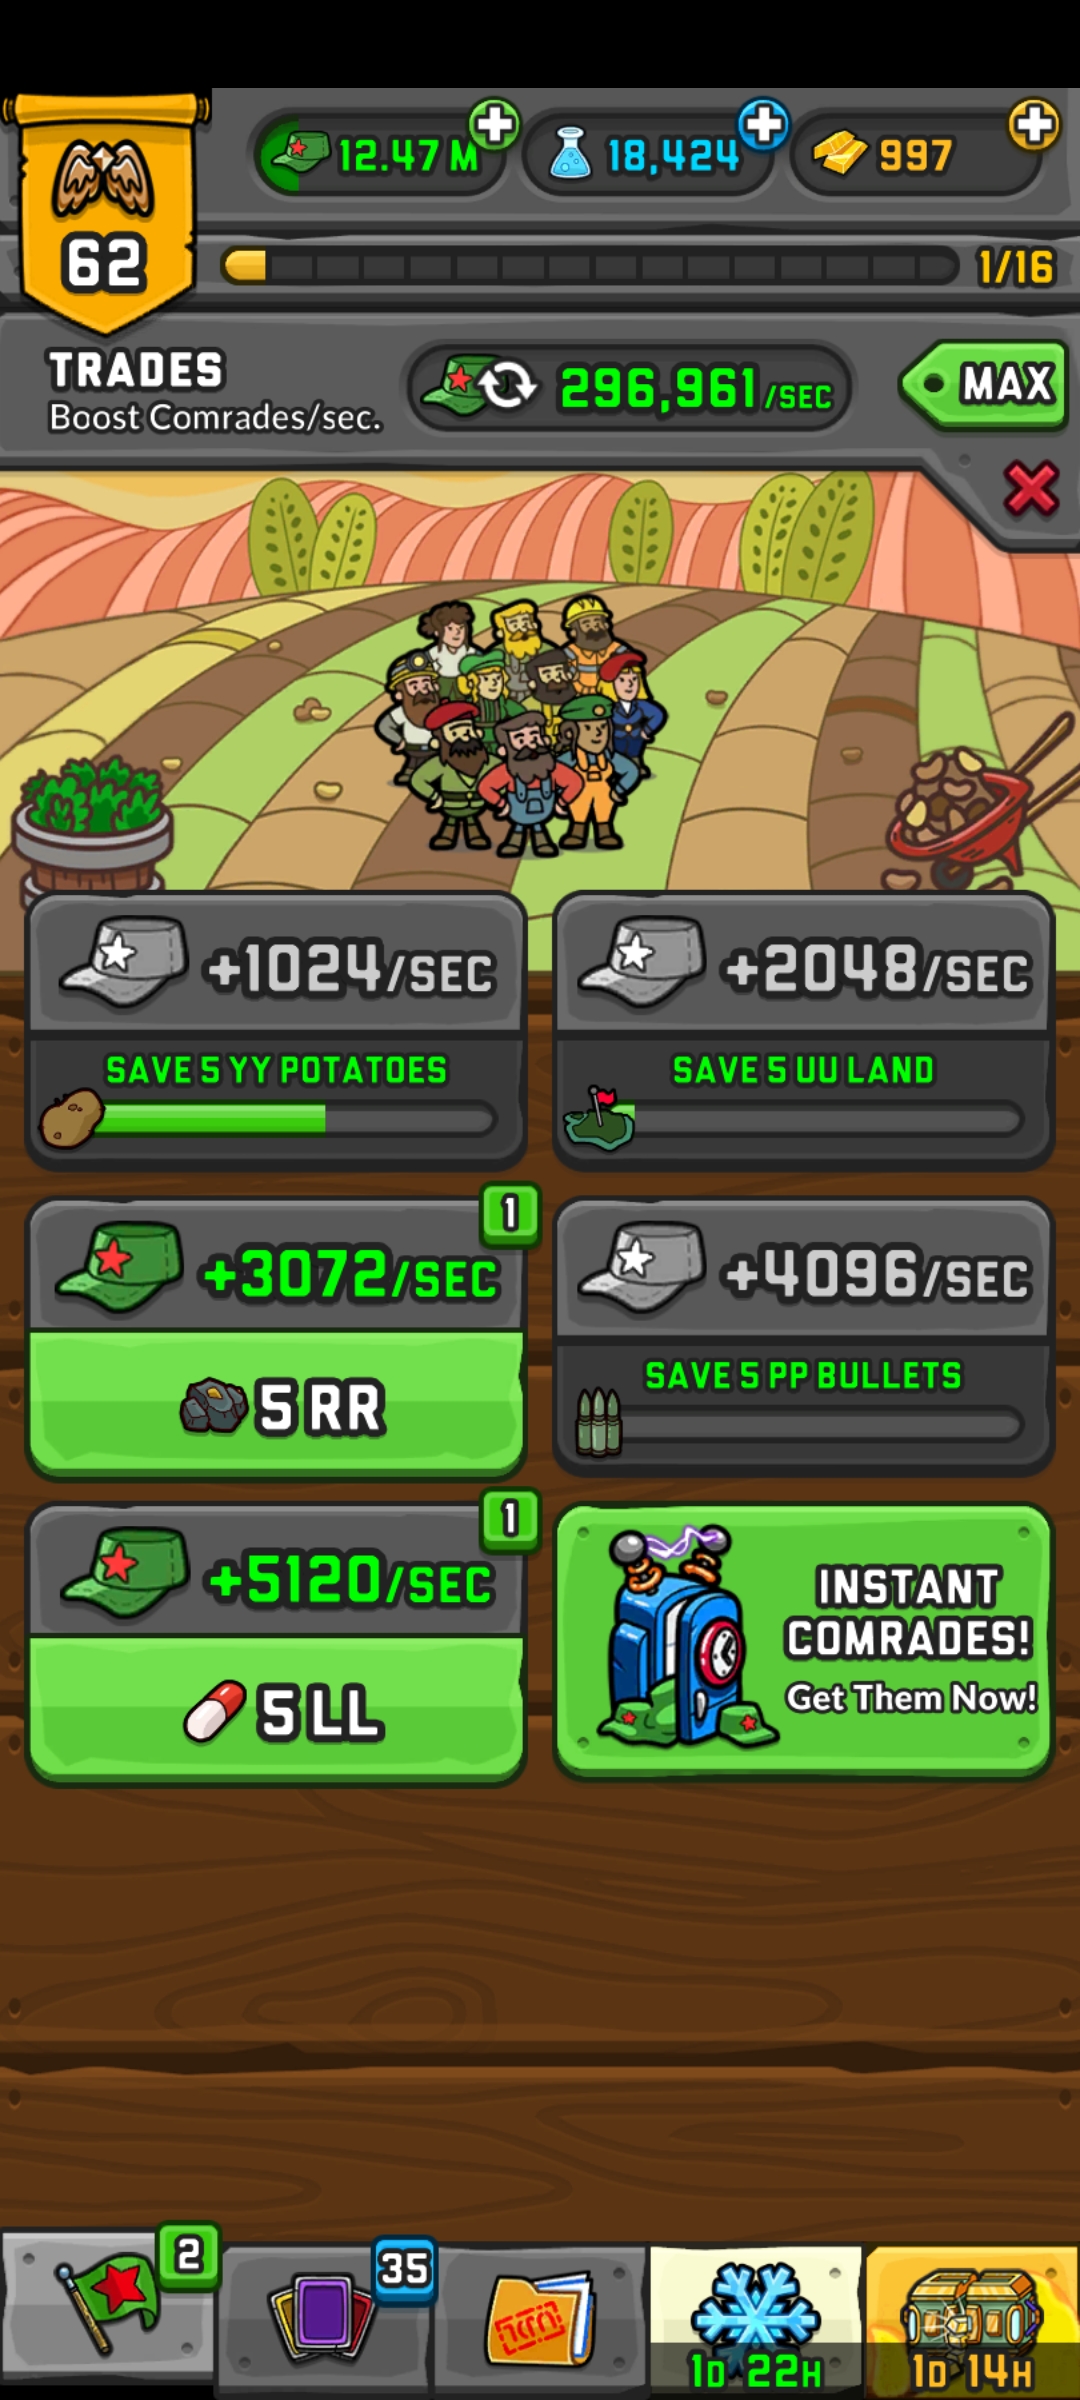 12.47 M
18,424
997
62
1/16
TRADES
Boost Comrades/sec.
296,961/SEC
MAX
+1024/SEC
+2048/SEC
SAVE 5 YY POTATOES
SAVE 5 UU LAND
1
+3072/SEC
+4096/SEC
5 RR
SAVE 5 PP BULLETS
1
+5120/SEC
5 LL
INSTANT
COMRADES!
Get Them Now!
2
35
1D 22H
1D 14H